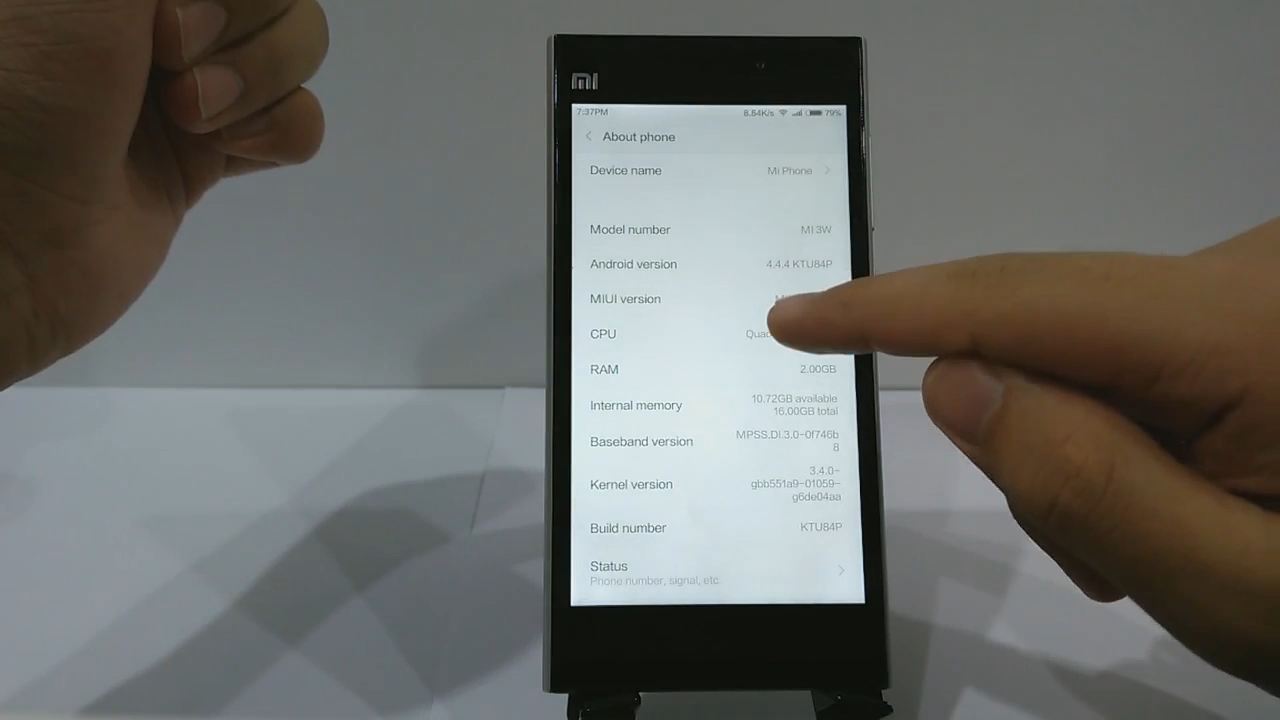 MI
7:37PM 8.54K/s 79%
About phone
Device name Mi Phone
Model number MI 3W
Android version 4.4.4 KTU84P
MIUI version
CPU
RAM 2.00GB
Internal memory 10.72GB available
16.00GB total
Baseband version MPSS.DI.3.0-0f746b
8
Kernel version 3.4.0-
gbb551a9-01059-
g6de04aa
Build number KTU84P
Status
Phone number, signal, etc.